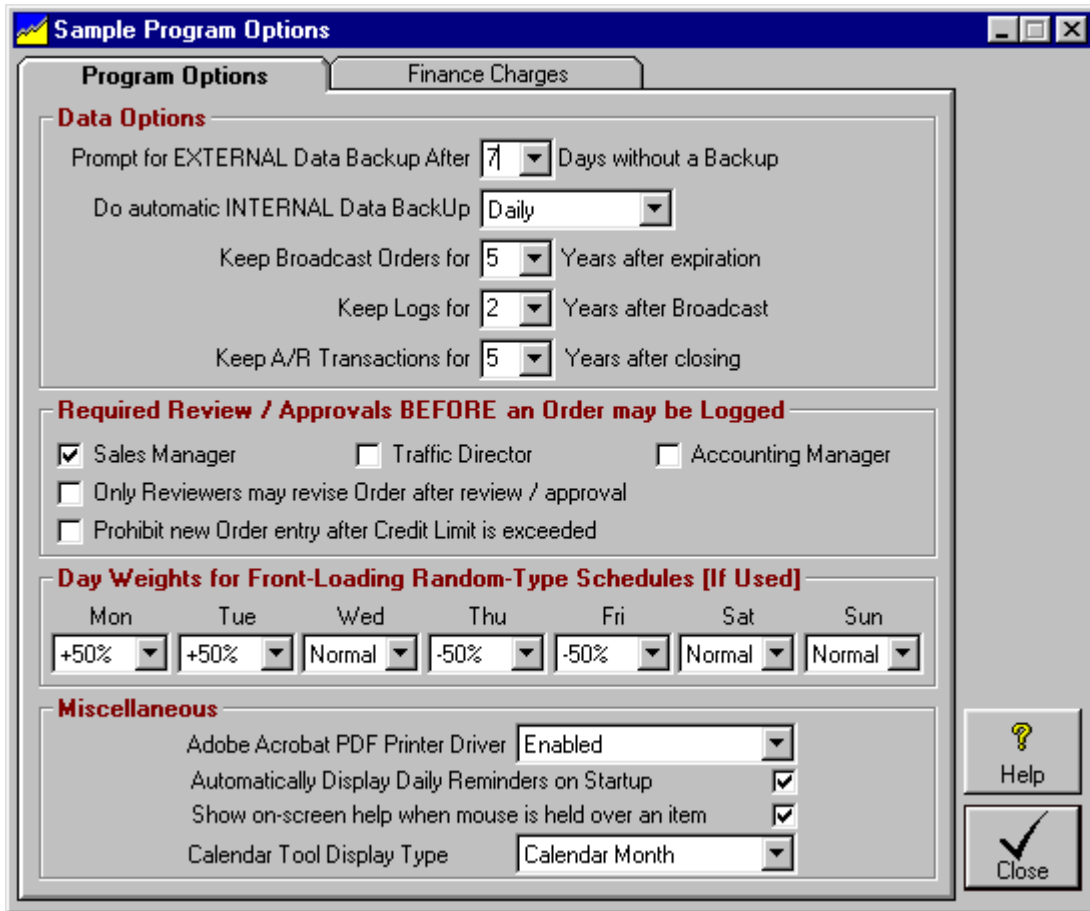 Sample Program Options
Program Options Finance Charges
Data Options
Prompt for EXTERNAL Data Backup After 7 Days without a Backup
Do automatic INTERNAL Data BackUp Daily
Keep Broadcast Orders for 5 Years after expiration
Keep Logs for 2 Years after Broadcast
Keep A/R Transactions for 5 Years after closing
Required Review / Approvals BEFORE an Order may be Logged
Sales Manager Traffic Director Accounting Manager
Only Reviewers may revise Order after review / approval
Prohibit new Order entry after Credit Limit is exceeded
Day Weights for Front-Loading Random-Type Schedules [If Used]
Mon Tue Wed Thu Fri Sat Sun
+50% +50% Normal -50% -50% Normal Normal
Miscellaneous
Adobe Acrobat PDF Printer Driver Enabled
Automatically Display Daily Reminders on Startup
Show on-screen help when mouse is held over an item
Calendar Tool Display Type Calendar Month
? Help
Close